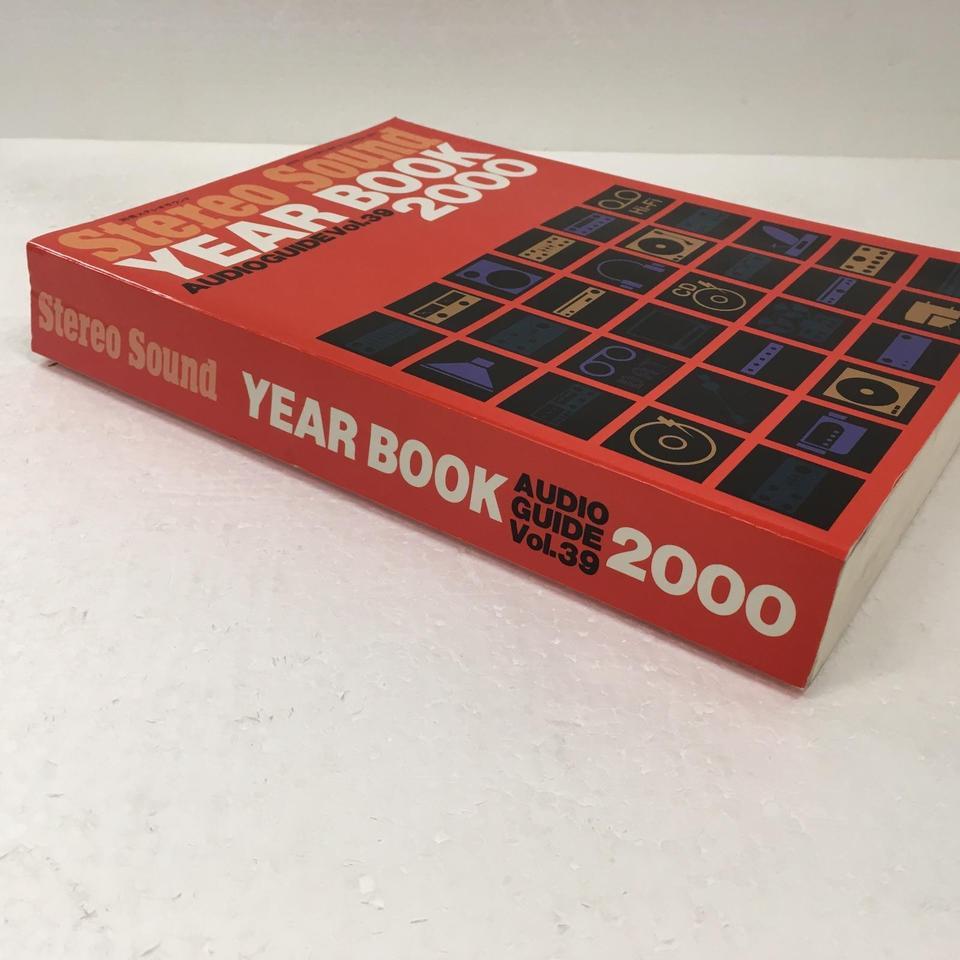 Stereo Sound
YEAR BOOK
2000
AUDIO GUIDE Vol.39
Hi-Fi
CD
Stereo Sound YEAR BOOK
AUDIO
GUIDE
Vol.39
2000